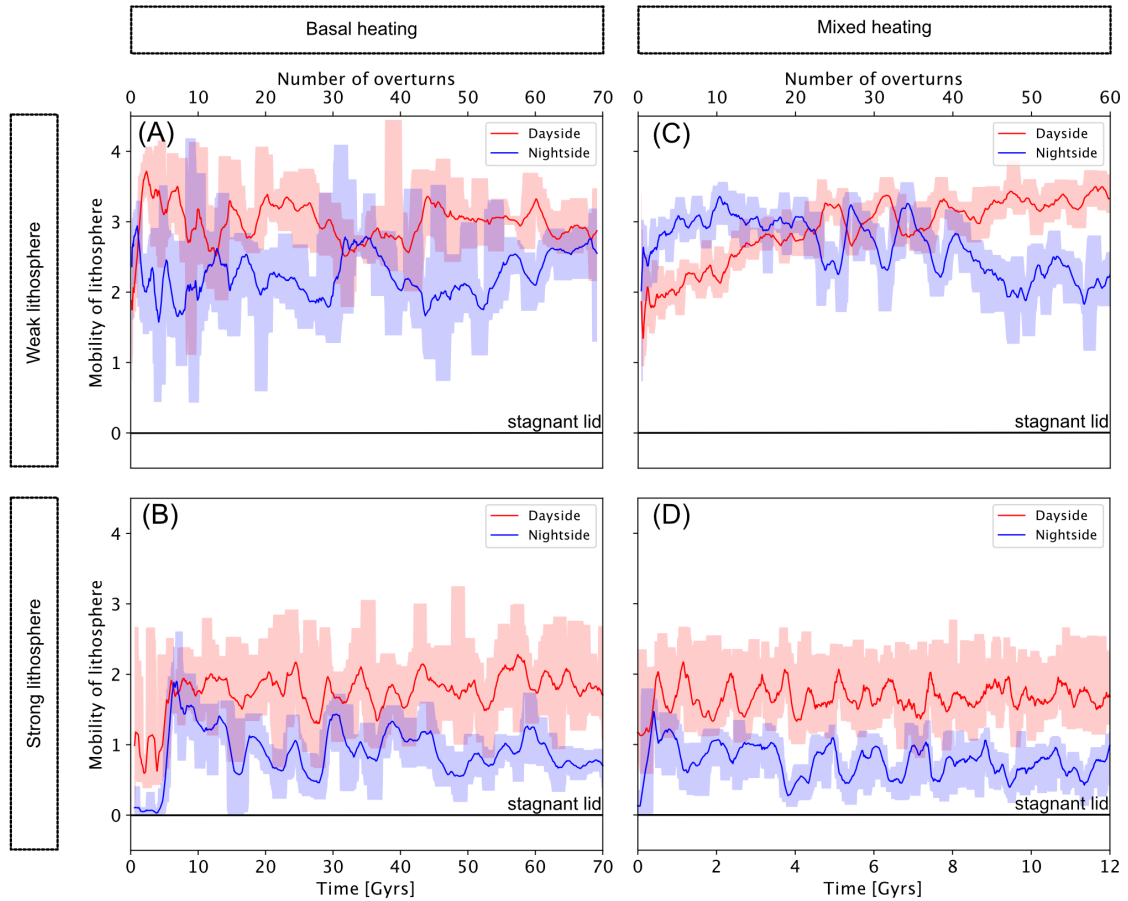 Basal heating
Mixed heating
Number of overturns
Number of overturns
0 10 20 30 40 50 60 70
0 10 20 30 40 50 60
Weak lithosphere
Mobility of lithosphere
4
3
2
1
0
(A)
Dayside
Nightside
stagnant lid
(C)
Dayside
Nightside
stagnant lid
Strong lithosphere
Mobility of lithosphere
4
3
2
1
0
(B)
Dayside
Nightside
stagnant lid
(D)
Dayside
Nightside
stagnant lid
0 10 20 30 40 50 60 70
0 2 4 6 8 10 12
Time [Gyrs]
Time [Gyrs]